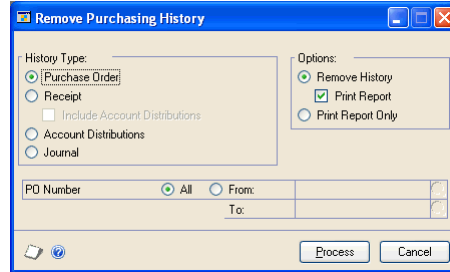 Remove Purchasing History
History Type:
Purchase Order
Receipt
Include Account Distributions
Account Distributions
Journal
Options:
Remove History
Print Report
Print Report Only
PO Number All From:
To:
Process Cancel